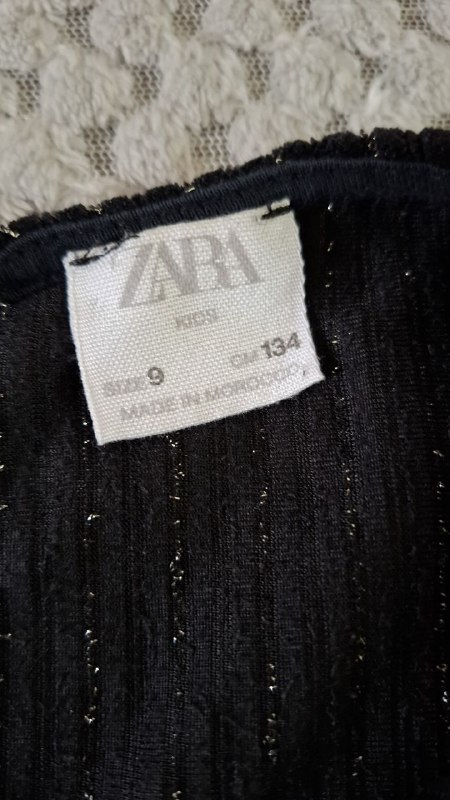 ZARA
KIDS
SIZE 9 CM 134
MADE IN MOROCCO.